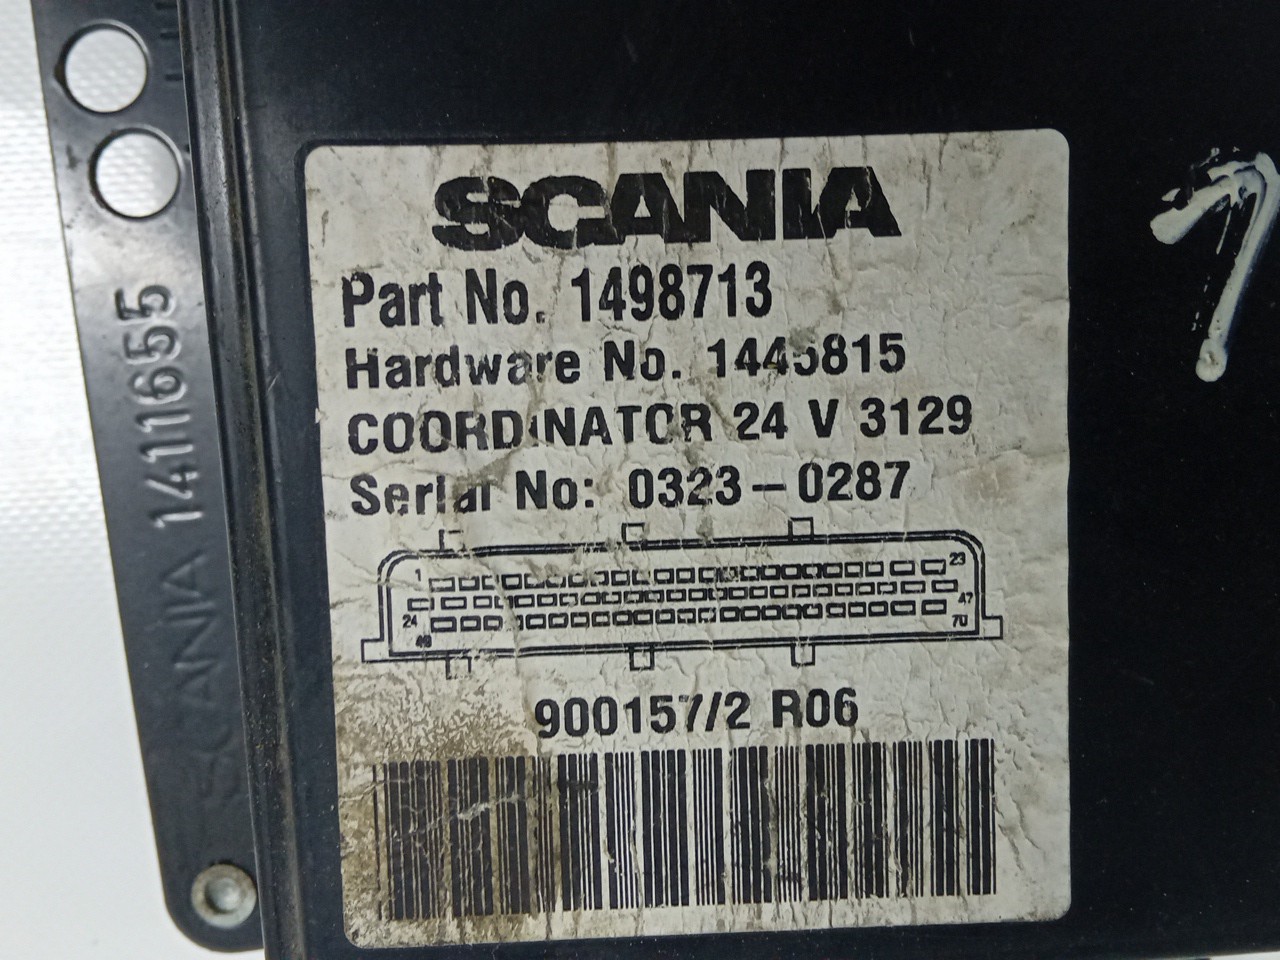 SCANIA
Part No. 1498713
Hardware No. 1445815
COORDINATOR 24 V 3129
Serial No: 0323-0287
1
23
24
47
48
70
900157/2 R06
SCANIA 1411655
1